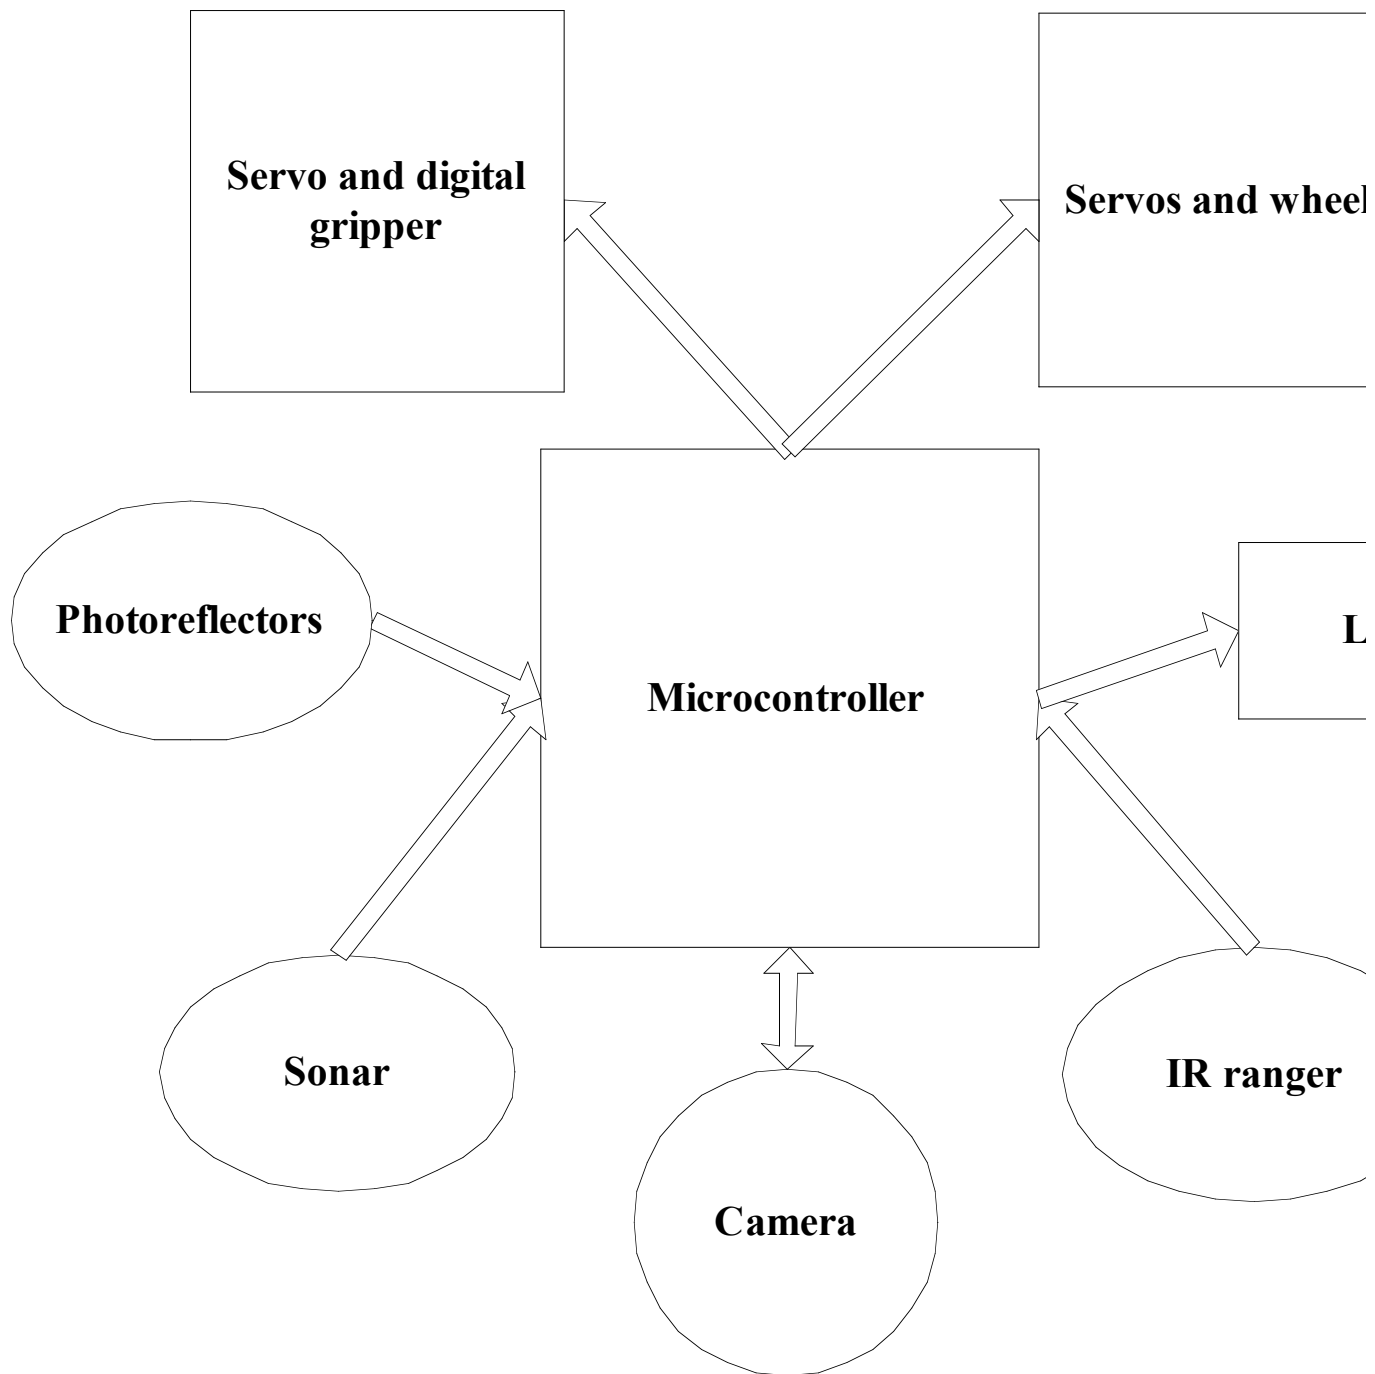 Servo and digital
gripper
Servos and wheel
Photoreflectors
L
Microcontroller
Sonar
IR ranger
Camera